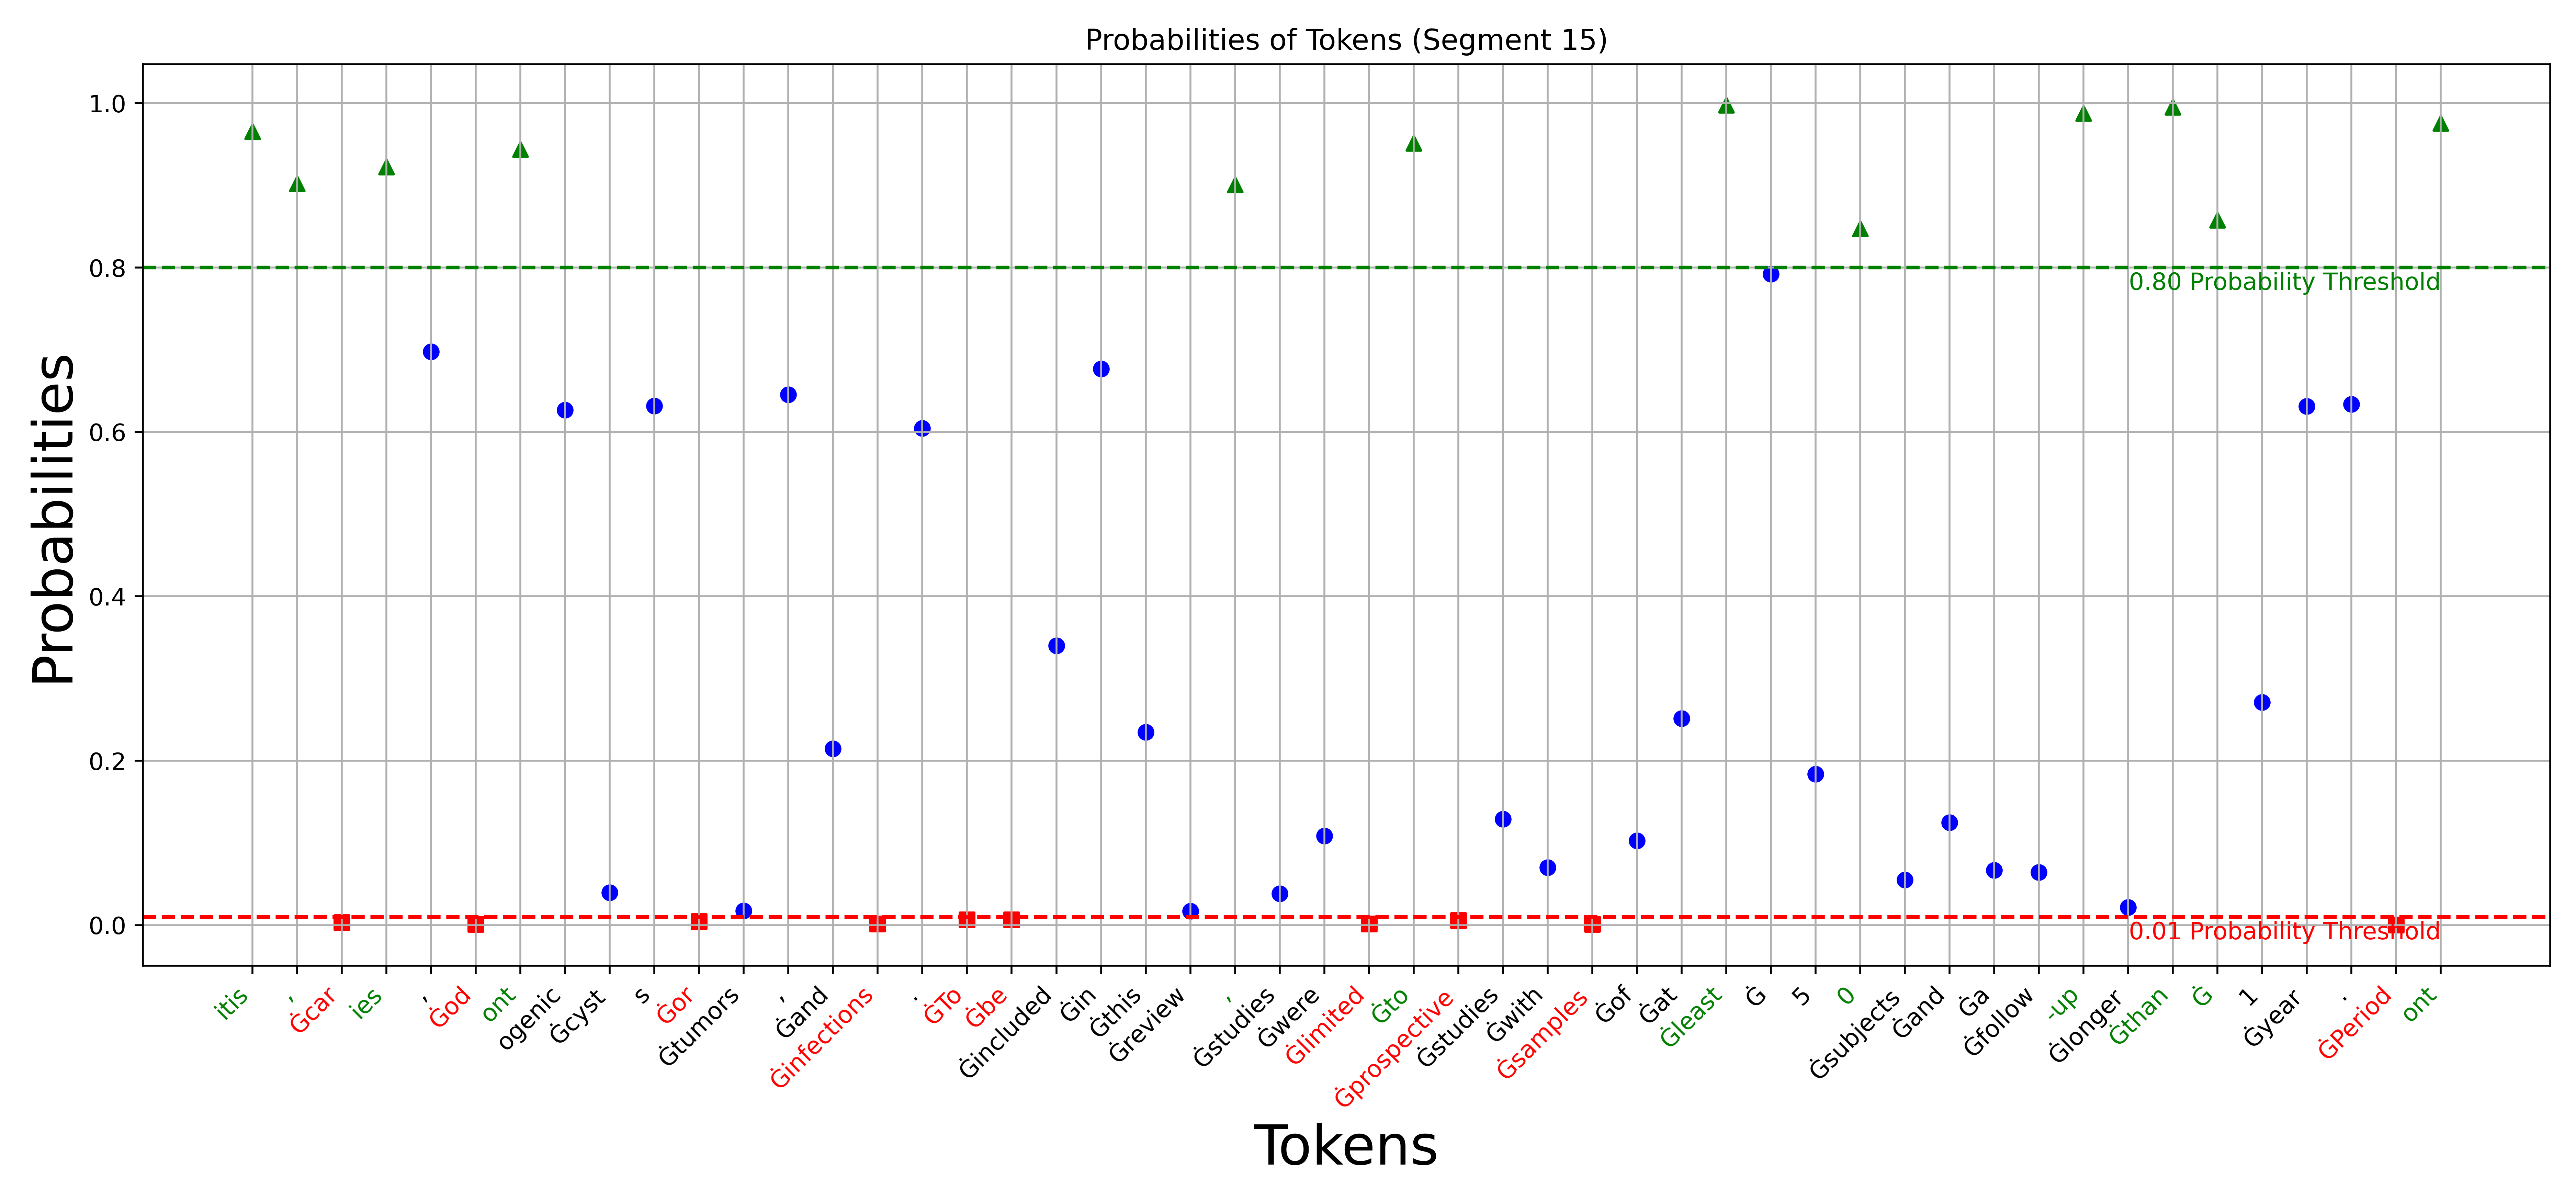 Probabilities of Tokens (Segment 15)
Probabilities
1.0
0.8
0.6
0.4
0.2
0.0
0.80 Probability Threshold
0.01 Probability Threshold
itis
,
Ġcar
ies
,
Ġod
ont
ogenic
Ġcyst
s
Ġor
Ġtumors
,
Ġand
Ġinfections
.
ĠTo
Ġbe
Ġincluded
Ġin
Ġthis
Ġreview
,
Ġstudies
Ġwere
Ġlimited
Ġto
Ġprospective
Ġstudies
Ġwith
Ġsamples
Ġof
Ġat
Ġleast
Ġ
5
0
Ġsubjects
Ġand
Ġa
Ġfollow
-up
Ġlonger
Ġthan
Ġ
1
Ġyear
.
ĠPeriod
ont
Tokens